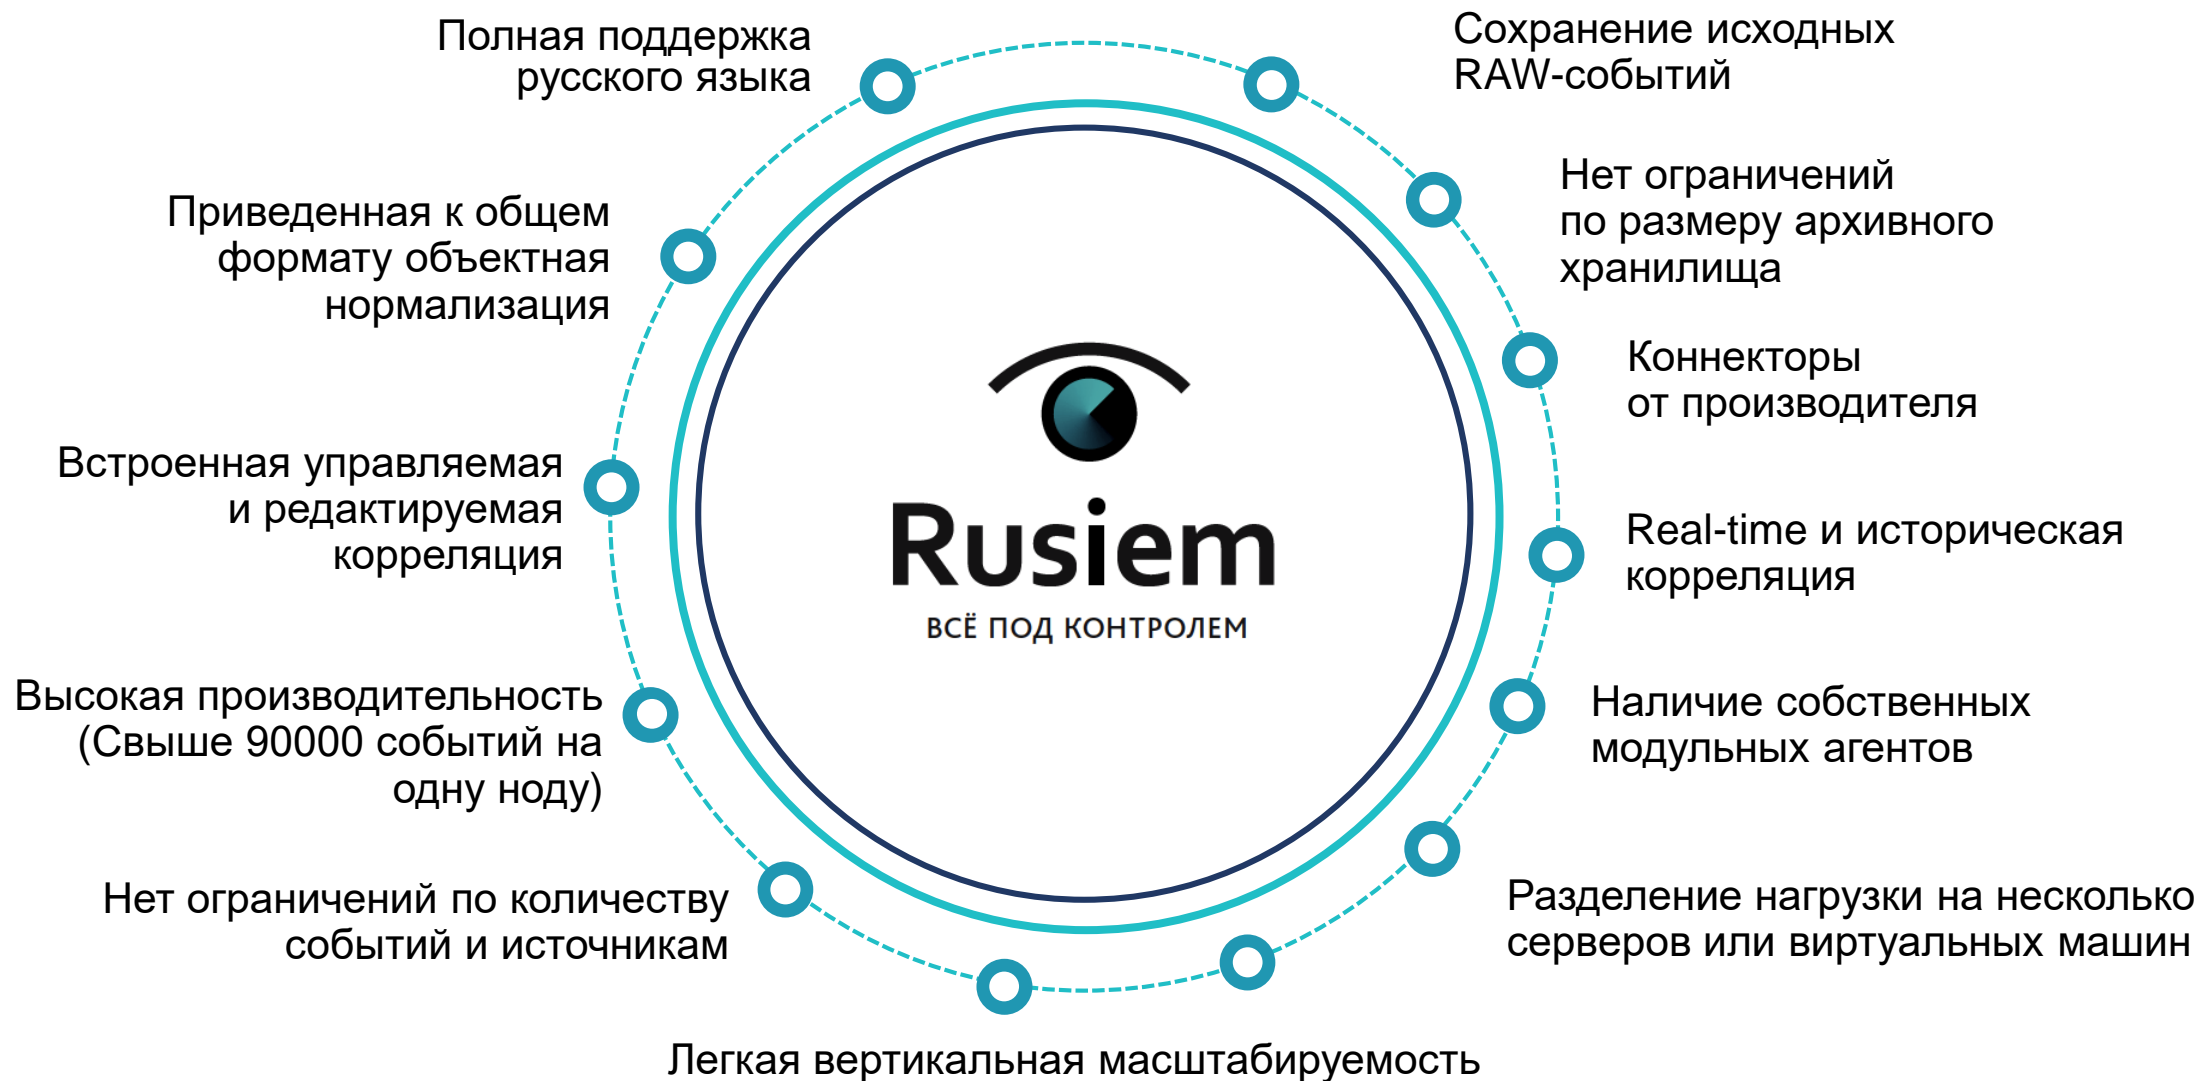 Полная поддержка
русского языка
Приведенная к общем
формату объектная
нормализация
Встроенная управляемая
и редактируемая
корреляция
Высокая производительность
(Свыше 90000 событий на
одну ноду)
Нет ограничений по количеству
событий и источникам
Легкая вертикальная масштабируемость
Сохранение исходных
RAW-событий
Нет ограничений
по размеру архивного
хранилища
Коннекторы
от производителя
Real-time и историческая
корреляция
Наличие собственных
модульных агентов
Разделение нагрузки на несколько
серверов или виртуальных машин
Rusiem
ВСЁ ПОД КОНТРОЛЕМ